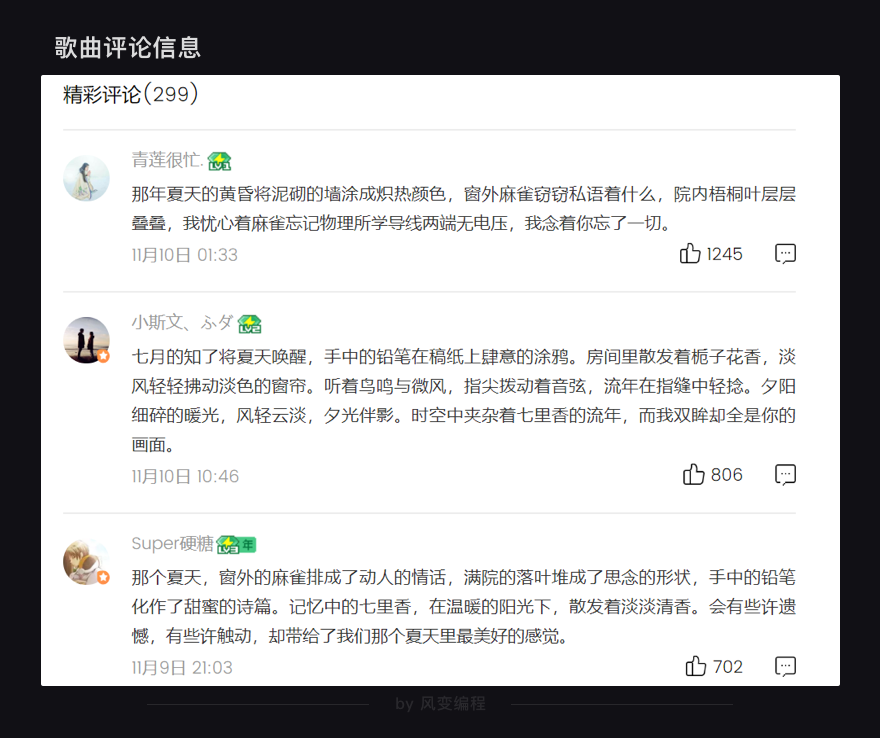 歌曲评论信息
精彩评论(299)
青莲很忙. LV1
那年夏天的黄昏将泥砌的墙涂成炽热颜色，窗外麻雀窃窃私语着什么，院内梧桐叶层层
叠叠，我忧心着麻雀忘记物理所学导线两端无电压，我念着你忘了一切。
11月10日 01:33 1245
小斯文、ふダ LV2
七月的知了将夏天唤醒，手中的铅笔在稿纸上肆意的涂鸦。房间里散发着栀子花香，淡
风轻轻拂动淡色的窗帘。听着鸟鸣与微风，指尖拨动着音弦，流年在指缝中轻捻。夕阳
细碎的暖光，风轻云淡，夕光伴影。时空中夹杂着七里香的流年，而我双眸却全是你的
画面。
11月10日 10:46 806
Super硬糖 LV3 年
那个夏天，窗外的麻雀排成了动人的情话，满院的落叶堆成了思念的形状，手中的铅笔
化作了甜蜜的诗篇。记忆中的七里香，在温暖的阳光下，散发着淡淡清香。会有些许遗
憾，有些许触动，却带给了我们那个夏天里最美好的感觉。
11月9日 21:03 702
by 风变编程